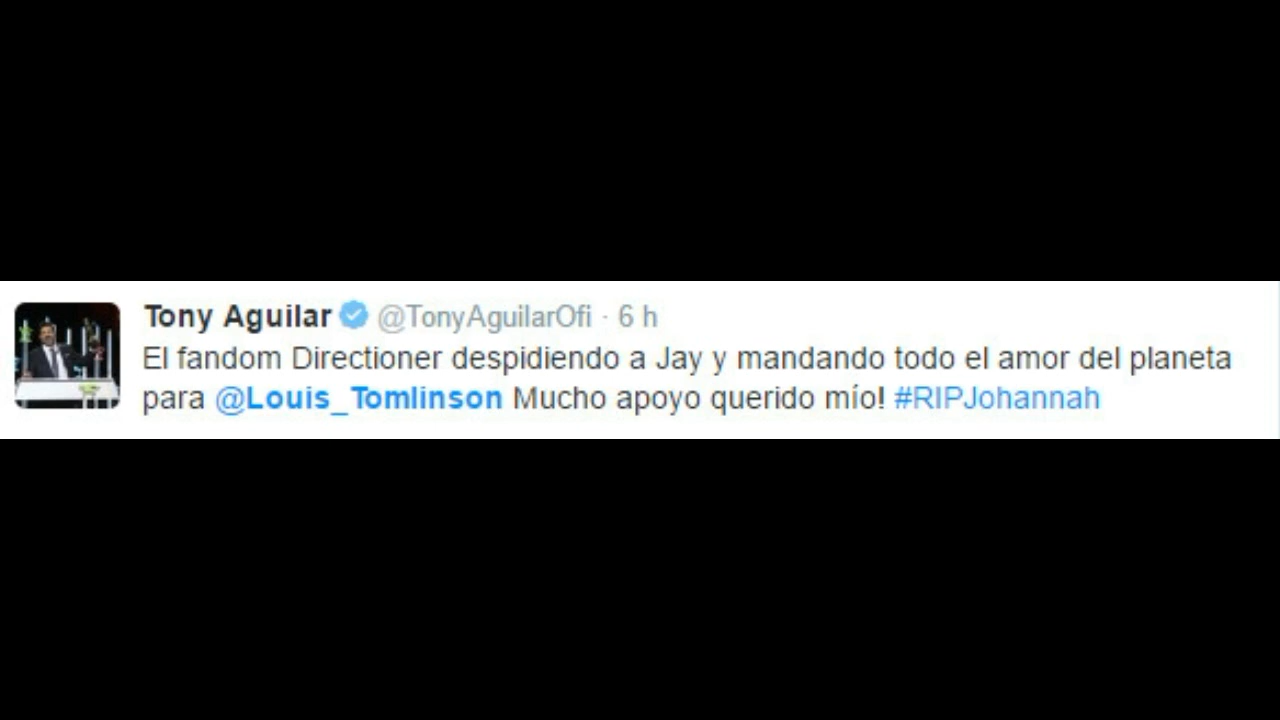 Tony Aguilar @TonyAguilarOfi · 6 h
El fandom Directioner despidiendo a Jay y mandando todo el amor del planeta
para @Louis_Tomlinson Mucho apoyo querido mío! #RIPJohannah